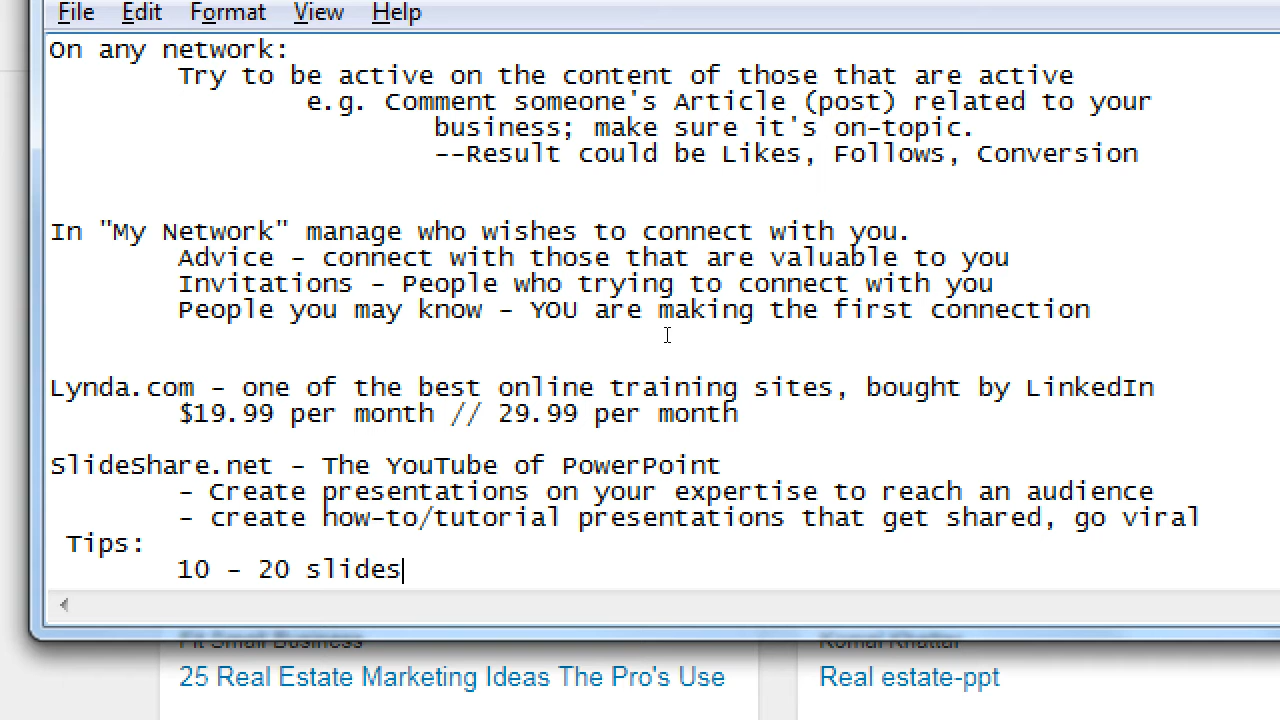 File Edit Format View Help
On any network:
Try to be active on the content of those that are active
e.g. Comment someone's Article (post) related to your
business; make sure it's on-topic.
--Result could be Likes, Follows, Conversion
In "My Network" manage who wishes to connect with you.
Advice - connect with those that are valuable to you
Invitations - People who trying to connect with you
People you may know - YOU are making the first connection
Lynda.com - one of the best online training sites, bought by LinkedIn
$19.99 per month // 29.99 per month
SlideShare.net - The YouTube of PowerPoint
- Create presentations on your expertise to reach an audience
- create how-to/tutorial presentations that get shared, go viral
Tips:
10 - 20 slides
Fit Small Business Komal Khattar
25 Real Estate Marketing Ideas The Pro's Use Real estate-ppt